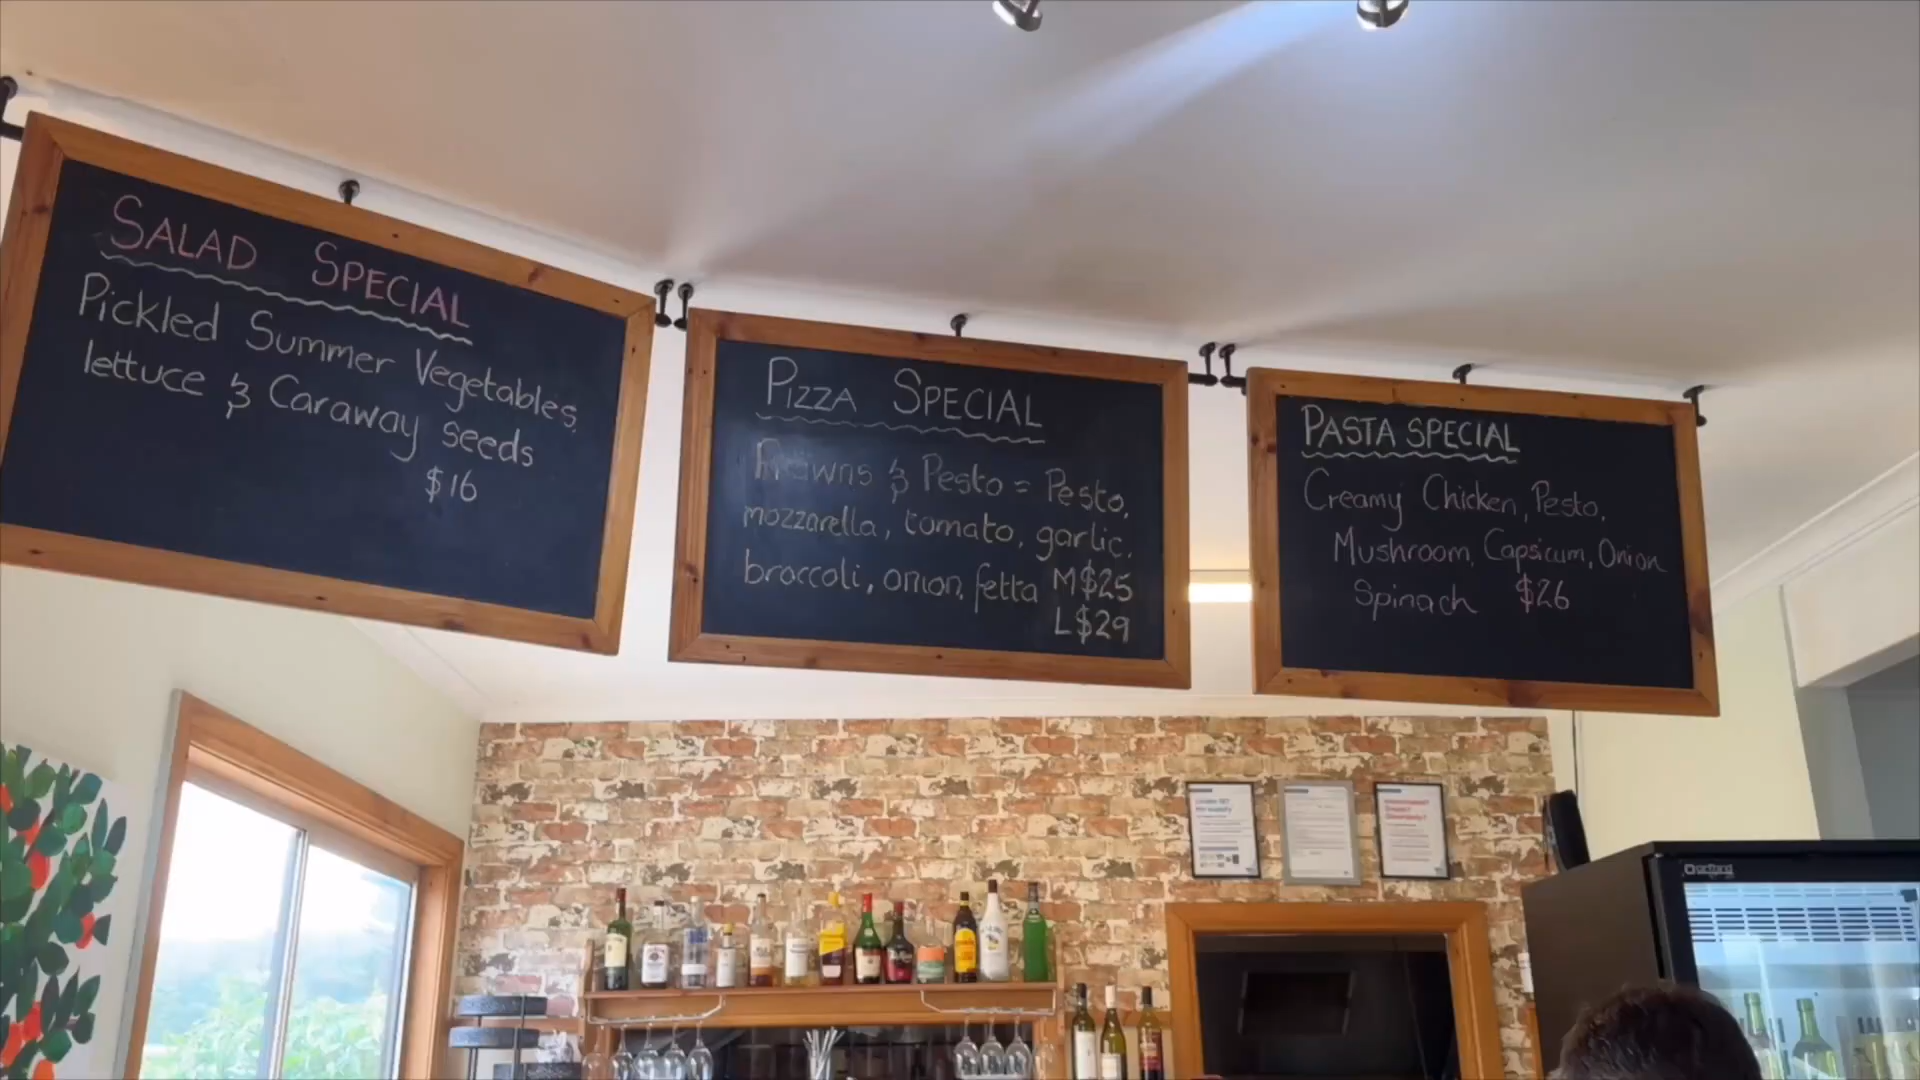 SALAD SPECIAL
Pickled Summer Vegetables,
lettuce & Caraway seeds
$16
PIZZA SPECIAL
Prawns & Pesto = Pesto,
mozzarella, tomato, garlic,
broccoli, onion, fetta M$25
L$29
PASTA SPECIAL
Creamy Chicken, Pesto,
Mushroom, Capsicum, Onion
Spinach $26